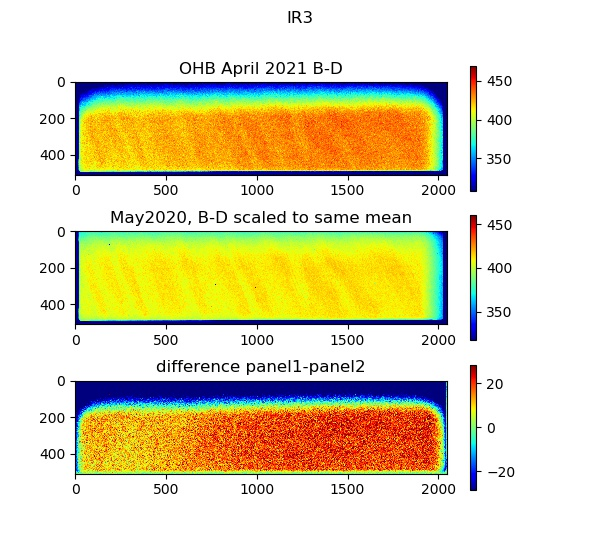 IR3
OHB April 2021 B-D
0
200
400
0 500 1000 1500 2000
450
400
350
May2020, B-D scaled to same mean
0
200
400
0 500 1000 1500 2000
450
400
350
difference panel1-panel2
0
200
400
0 500 1000 1500 2000
20
0
−20